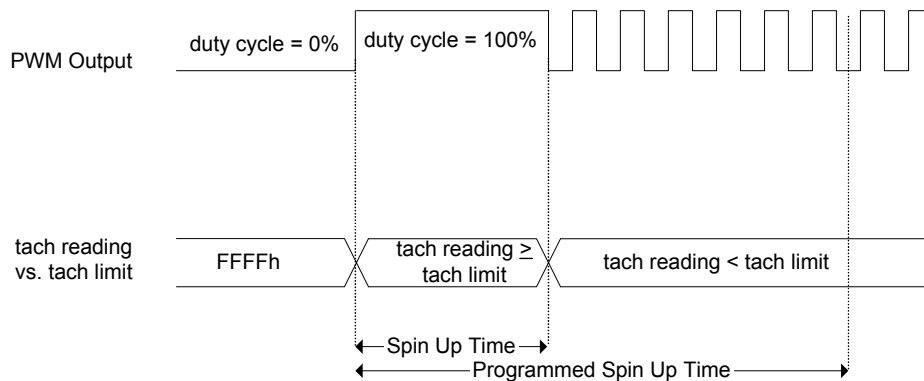 duty cycle = 0%
duty cycle = 100%
PWM Output
tach reading
vs. tach limit
FFFFh
tach reading ≥
tach limit
tach reading < tach limit
Spin Up Time
Programmed Spin Up Time